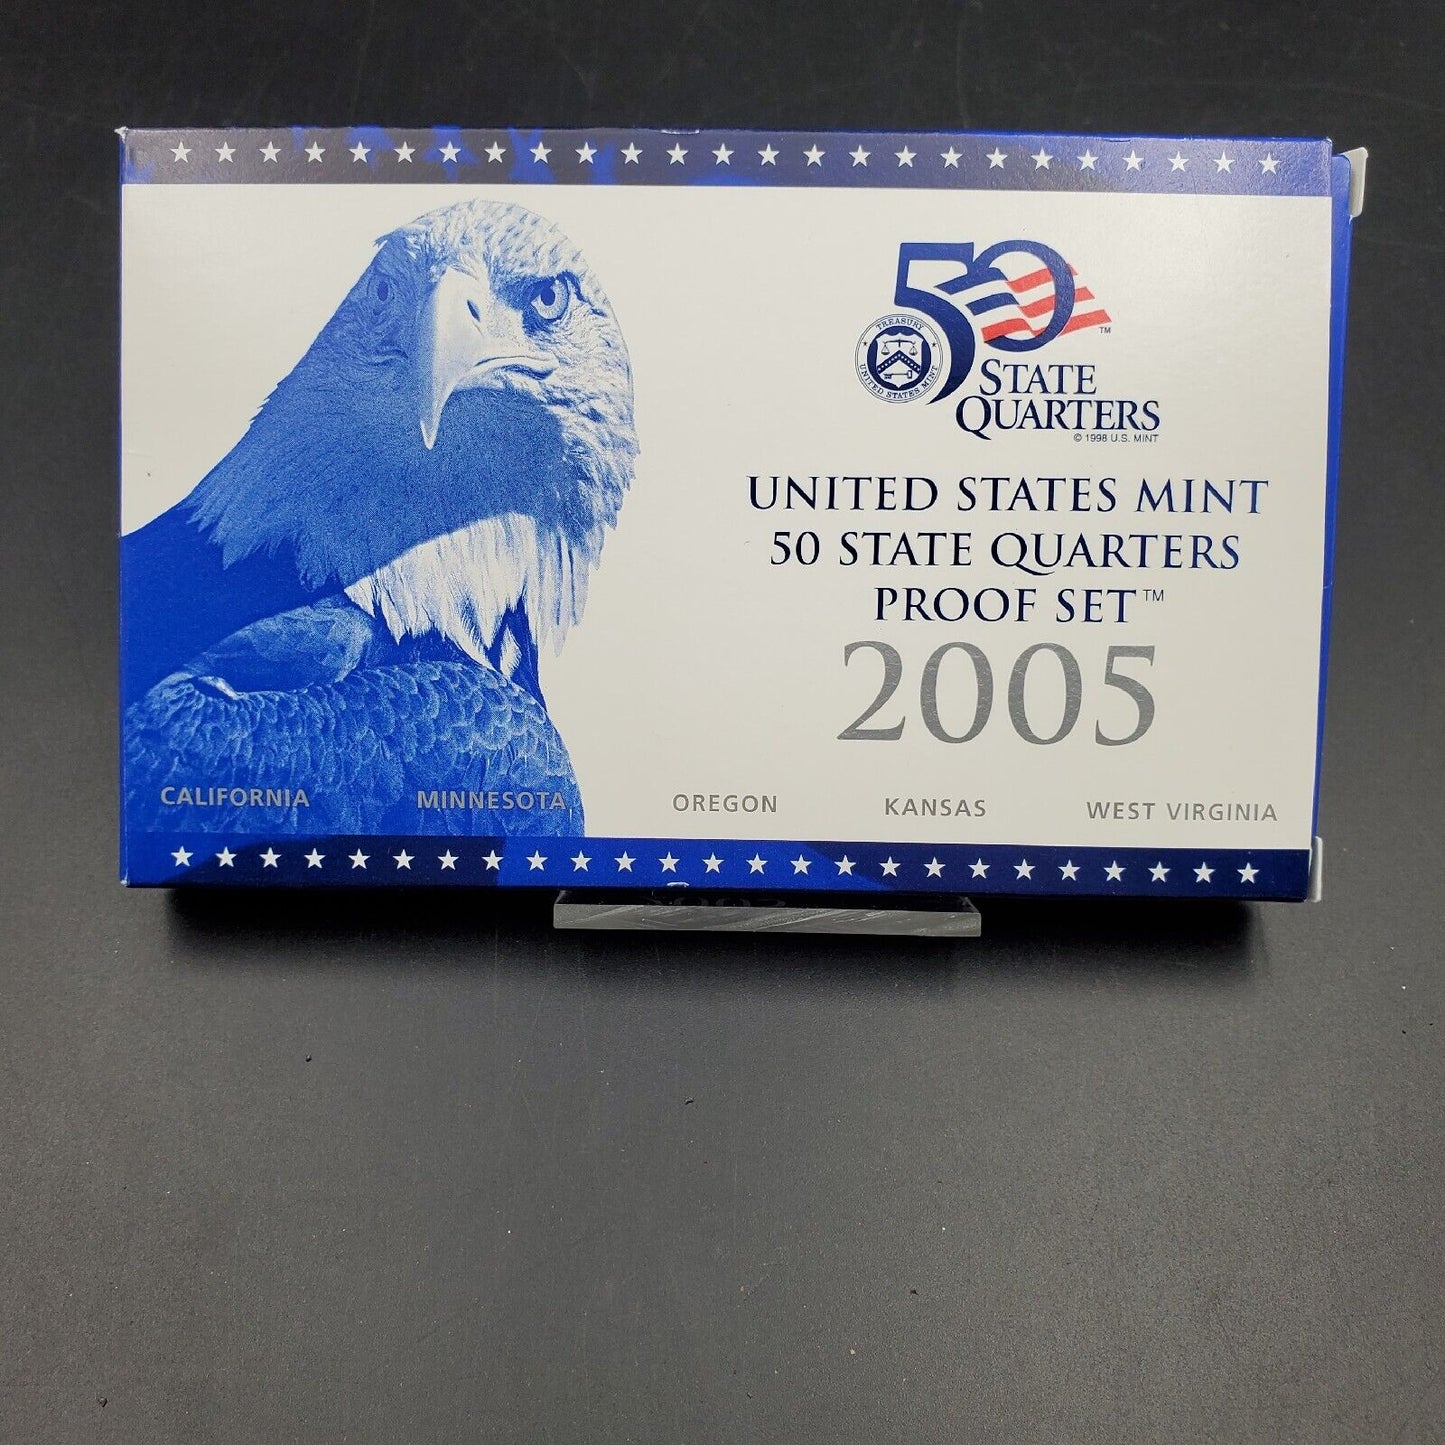 50
TM
STATE
QUARTERS
TREASURY
UNITED STATES MINT
© 1998 U.S. MINT
UNITED STATES MINT
50 STATE QUARTERS
PROOF SET™
2005
CALIFORNIA MINNESOTA OREGON KANSAS WEST VIRGINIA